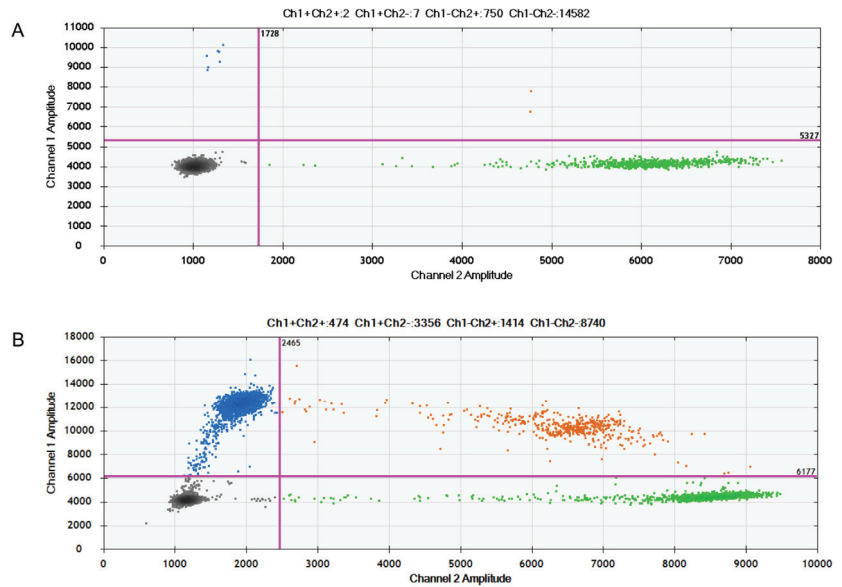 A
Ch1+Ch2+:2 Ch1+Ch2-:7 Ch1-Ch2+:750 Ch1-Ch2-:14582
1728
11000
10000
9000
8000
7000
6000
5327
5000
4000
3000
2000
1000
0
Channel 1 Amplitude
0 1000 2000 3000 4000 5000 6000 7000 8000
Channel 2 Amplitude
B
Ch1+Ch2+:474 Ch1+Ch2-:3356 Ch1-Ch2+:1414 Ch1-Ch2-:8740
2465
18000
16000
14000
12000
10000
8000
6177
6000
4000
2000
0
Channel 1 Amplitude
0 1000 2000 3000 4000 5000 6000 7000 8000 9000 10000
Channel 2 Amplitude